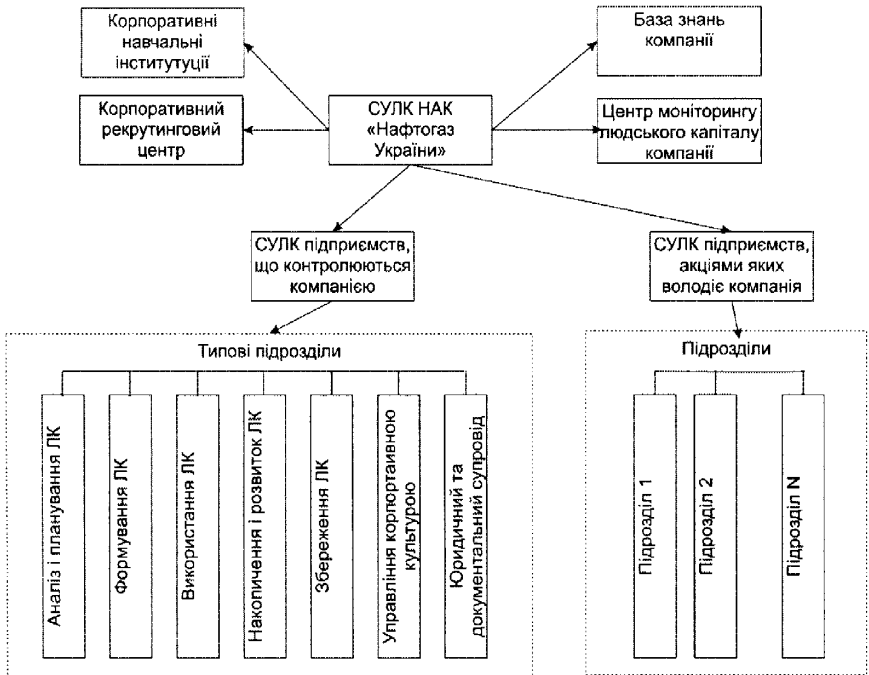 Корпоративні
навчальні
інститутуції
База знань
компанії
Корпоративний
рекрутинговий
центр
СУЛК НАК
«Нафтогаз
України»
Центр моніторингу
людського капіталу
компанії
СУЛК підприємств,
що контролюються
компанією
СУЛК підприємств,
акціями яких
володіє компанія
Типові підрозділи
Підрозділи
Аналіз і планування ЛК
Формування ЛК
Використання ЛК
Накопичення і розвиток ЛК
Збереження ЛК
Управління корпортаивною
культурою
Юридичний та
документальний супровід
Підрозділ 1
Підрозділ 2
Підрозділ N